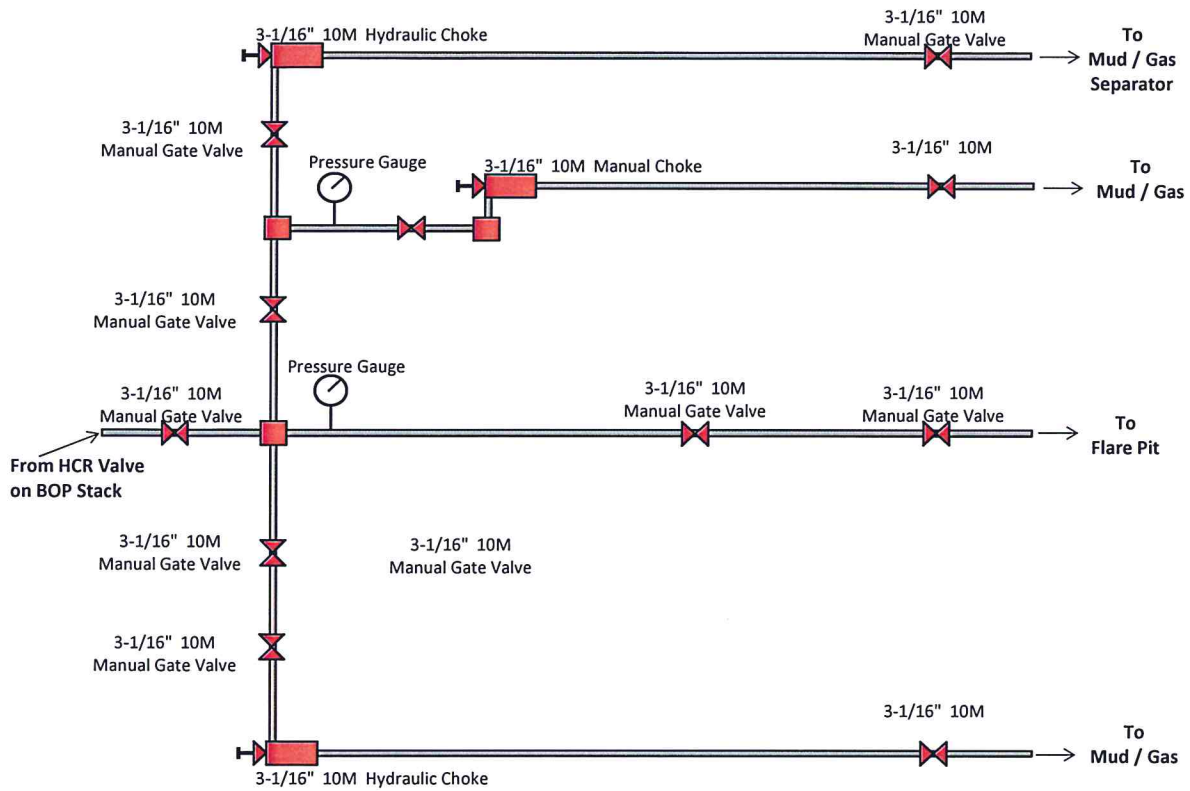 3-1/16" 10M Hydraulic Choke
3-1/16" 10M
Manual Gate Valve
To
Mud / Gas
Separator
3-1/16" 10M
Manual Gate Valve
Pressure Gauge
3-1/16" 10M Manual Choke
3-1/16" 10M
To
Mud / Gas
3-1/16" 10M
Manual Gate Valve
Pressure Gauge
3-1/16" 10M
Manual Gate Valve
3-1/16" 10M
Manual Gate Valve
3-1/16" 10M
Manual Gate Valve
To
Flare Pit
From HCR Valve
on BOP Stack
3-1/16" 10M
Manual Gate Valve
3-1/16" 10M
Manual Gate Valve
3-1/16" 10M
Manual Gate Valve
3-1/16" 10M
To
Mud / Gas
3-1/16" 10M Hydraulic Choke